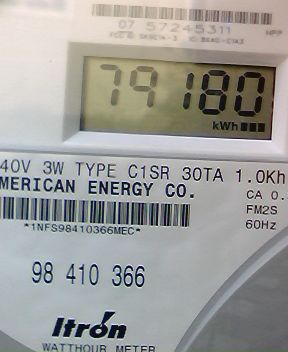 07 57245311
79180
kWh
40V 3W TYPE C1SR 30TA 1.0Kh
MERICAN ENERGY CO.
CA 0.
FM2S
60Hz
*1NFS98410366MEC*
98 410 366
Itron
WATTHOUR METER